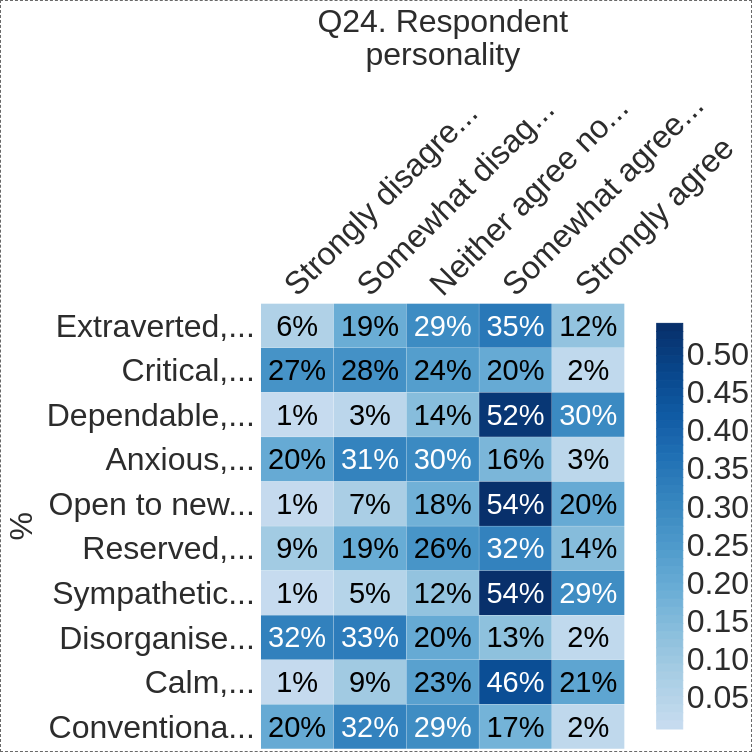 Q24. Respondent
personality
Strongly disagre...
Somewhat disag...
Neither agree no...
Somewhat agree...
Strongly agree
Extraverted,... 6% 19% 29% 35% 12%
Critical,... 27% 28% 24% 20% 2%
Dependable,... 1% 3% 14% 52% 30%
Anxious,... 20% 31% 30% 16% 3%
Open to new... 1% 7% 18% 54% 20%
Reserved,... 9% 19% 26% 32% 14%
Sympathetic... 1% 5% 12% 54% 29%
Disorganise... 32% 33% 20% 13% 2%
Calm,... 1% 9% 23% 46% 21%
Conventiona... 20% 32% 29% 17% 2%
%
0.50
0.45
0.40
0.35
0.30
0.25
0.20
0.15
0.10
0.05